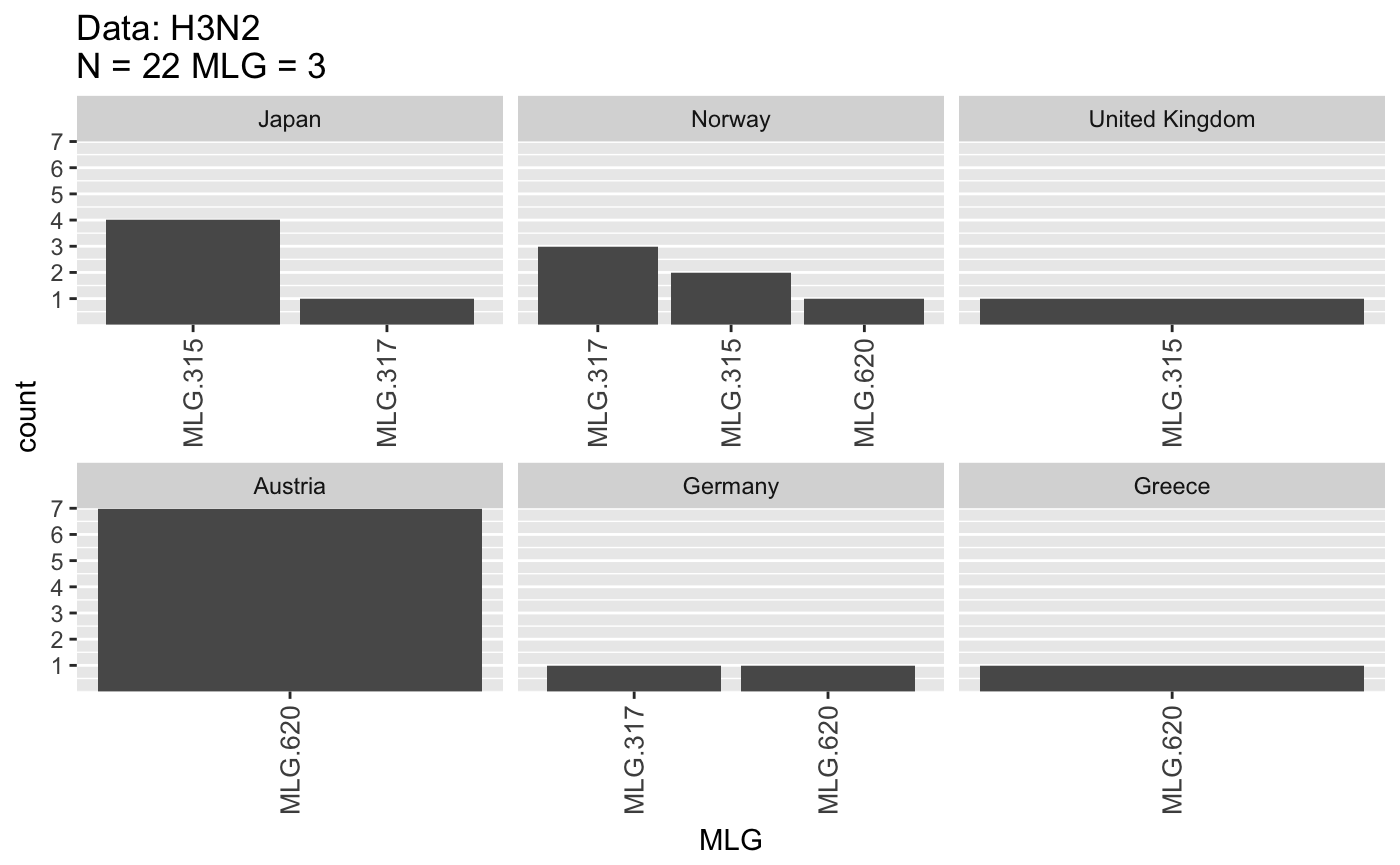 Data: H3N2
N = 22 MLG = 3
Japan
Norway
United Kingdom
7
6
5
4
3
2
1
MLG.315
MLG.317
MLG.317
MLG.315
MLG.620
MLG.315
count
Austria
Germany
Greece
7
6
5
4
3
2
1
MLG.620
MLG.317
MLG.620
MLG.620
MLG